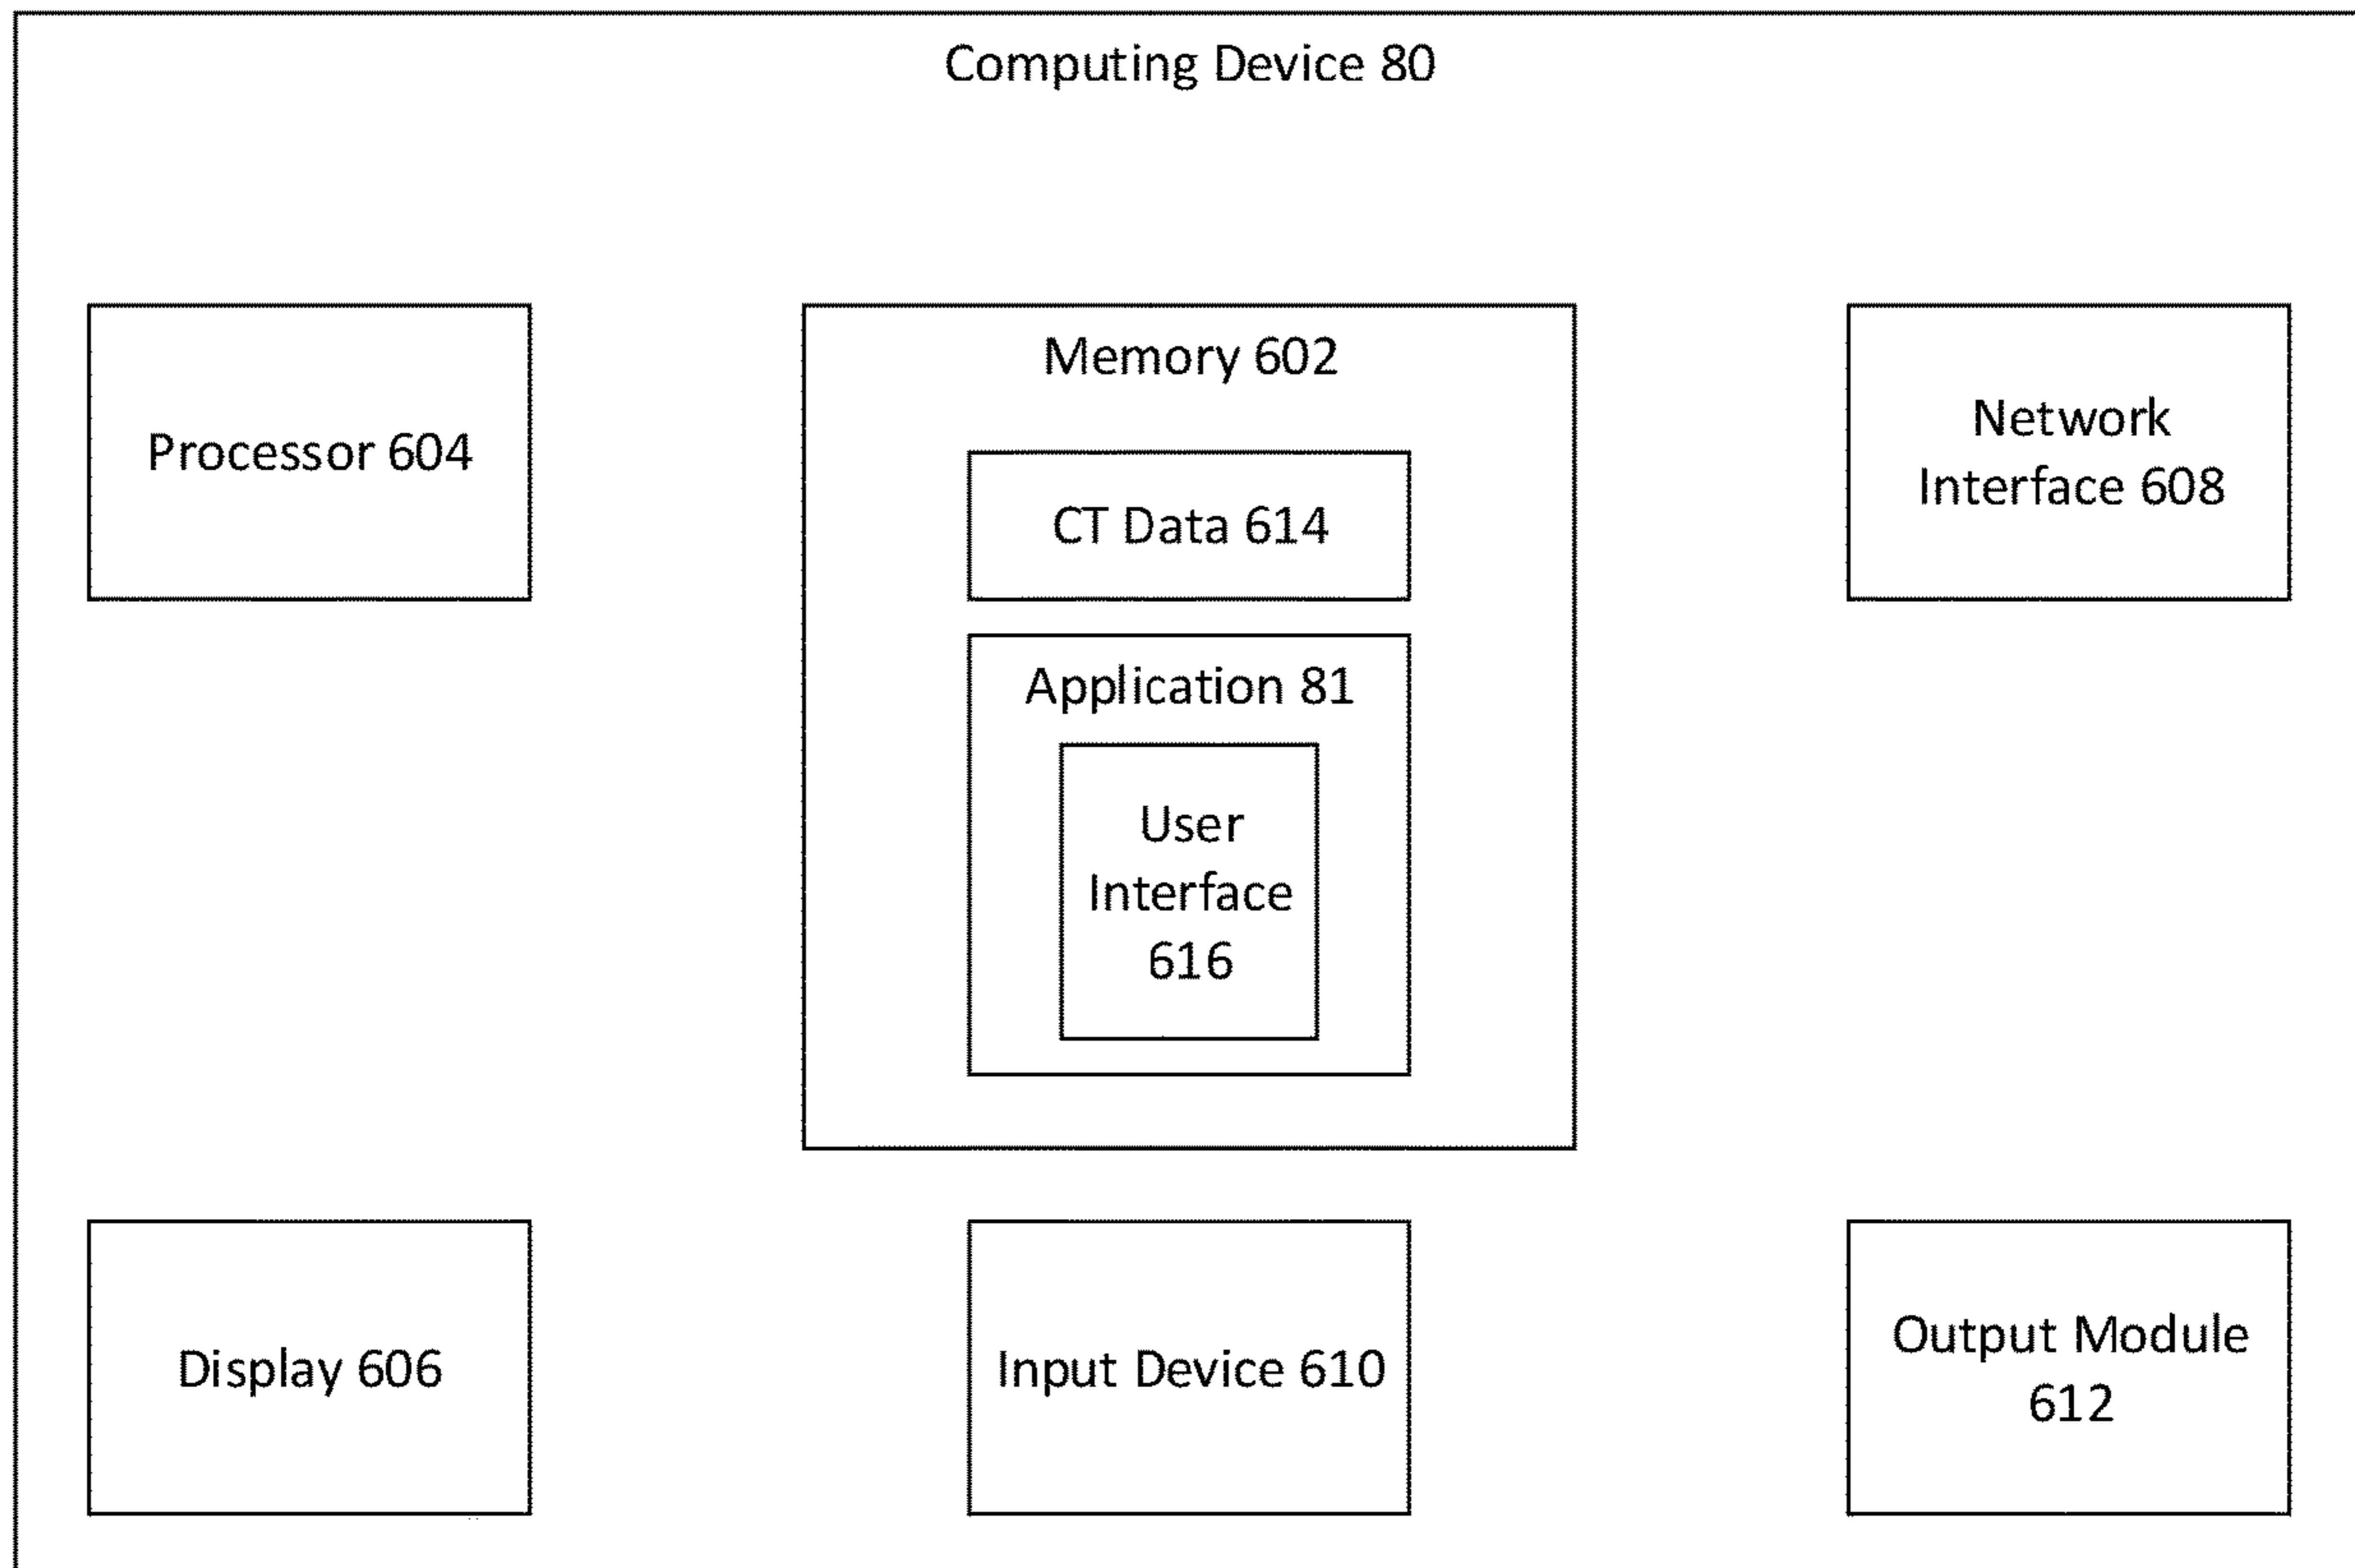 Computing Device 80
Processor 604
Memory 602
CT Data 614
Application 81
User
Interface
616
Network
Interface 608
Display 606
Input Device 610
Output Module
612